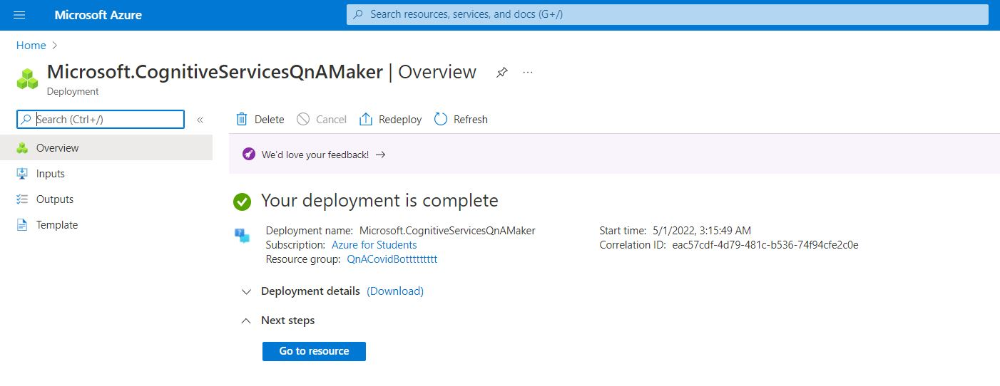 Microsoft Azure
Search resources, services, and docs (G+/)
Home
Microsoft.CognitiveServicesQnAMaker | Overview
Deployment
Search (Ctrl+/)
Delete
Cancel
Redeploy
Refresh
Overview
Inputs
Outputs
Template
We'd love your feedback!
Your deployment is complete
Deployment name: Microsoft.CognitiveServicesQnAMaker
Subscription: Azure for Students
Resource group: QnACovidBotttttttt
Start time: 5/1/2022, 3:15:49 AM
Correlation ID: eac57cdf-4d79-481c-b536-74f94cfe2c0e
Deployment details (Download)
Next steps
Go to resource